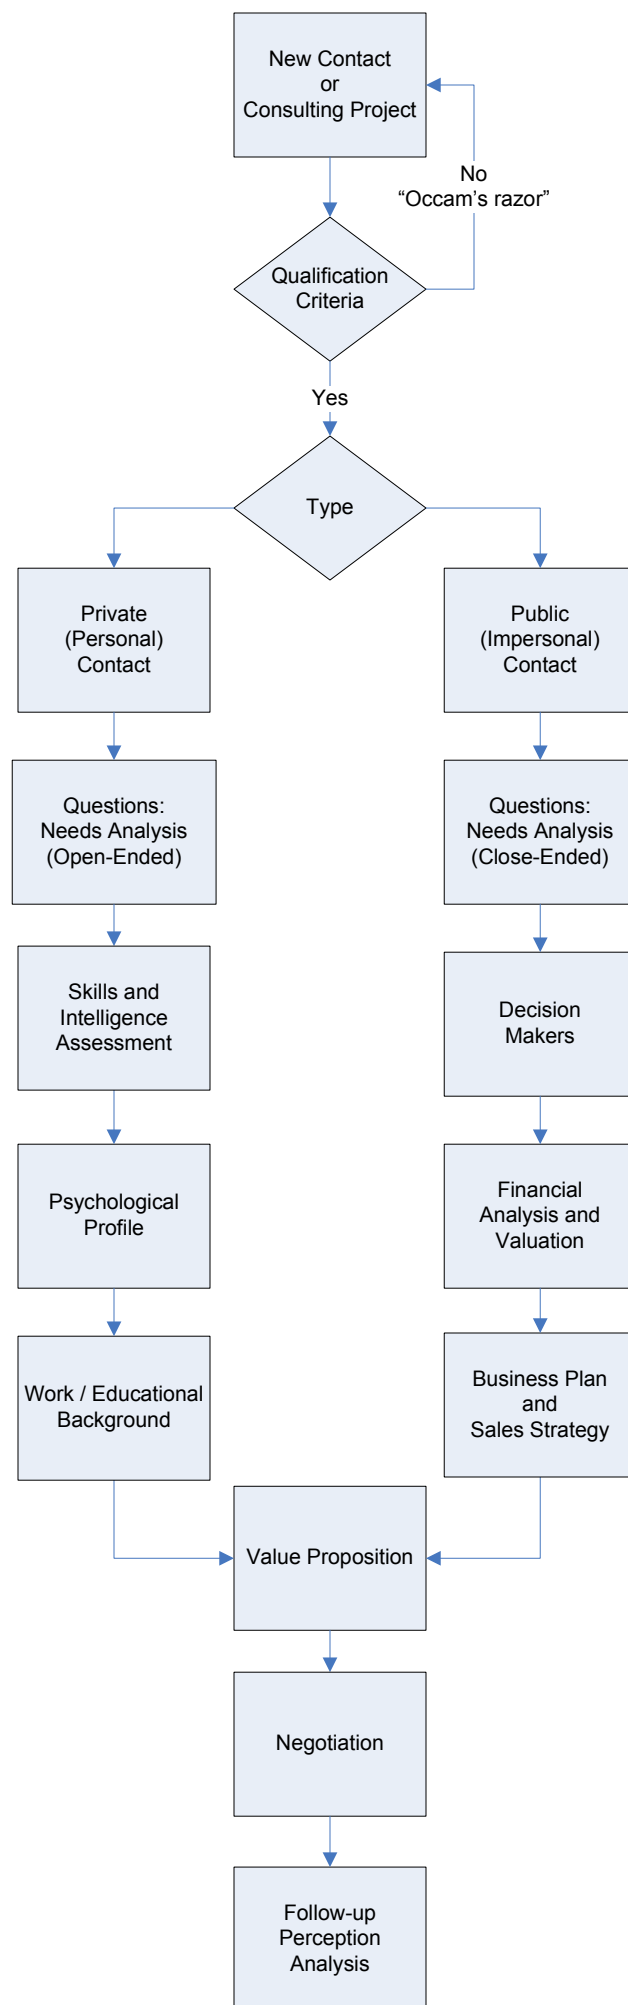 New Contact
or
Consulting Project
No
“Occam’s razor”
Qualification
Criteria
Yes
Type
Private
(Personal)
Contact
Public
(Impersonal)
Contact
Questions:
Needs Analysis
(Open-Ended)
Questions:
Needs Analysis
(Close-Ended)
Skills and
Intelligence
Assessment
Decision
Makers
Psychological
Profile
Financial
Analysis and
Valuation
Work / Educational
Background
Business Plan
and
Sales Strategy
Value Proposition
Negotiation
Follow-up
Perception
Analysis